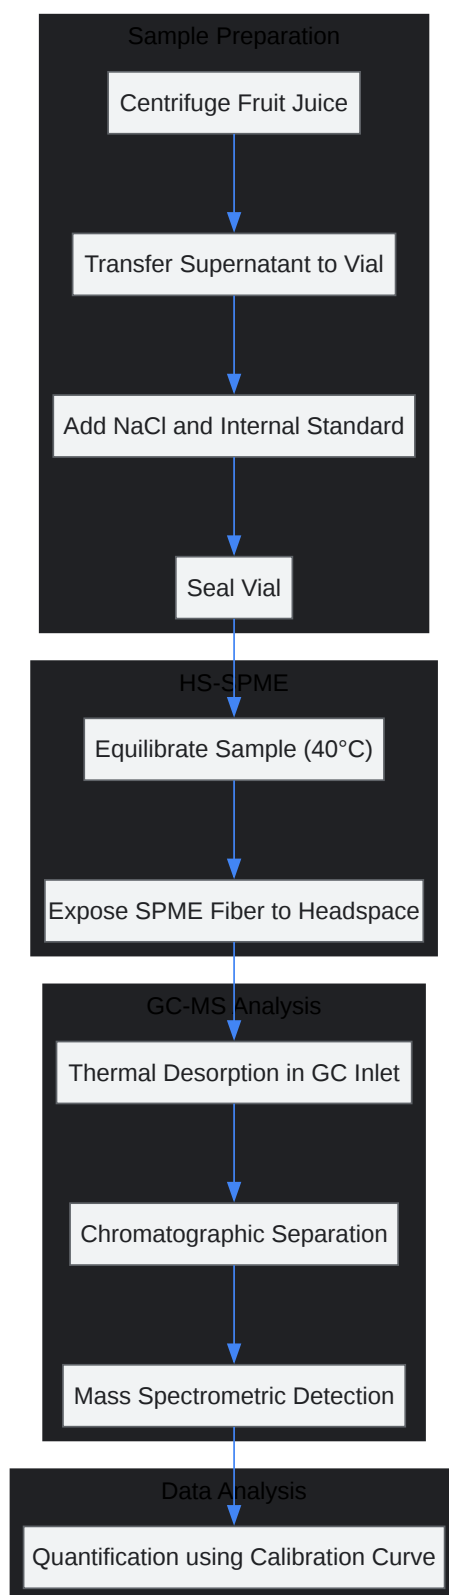 Sample Preparation
Centrifuge Fruit Juice
Transfer Supernatant to Vial
Add NaCl and Internal Standard
Seal Vial
HS-SPME
Equilibrate Sample (40°C)
Expose SPME Fiber to Headspace
GC-MS Analysis
Thermal Desorption in GC Inlet
Chromatographic Separation
Mass Spectrometric Detection
Data Analysis
Quantification using Calibration Curve